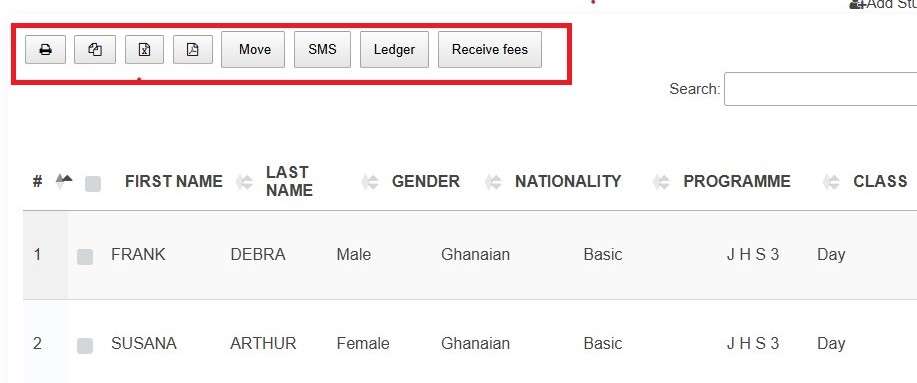 Add Stu
Move SMS Ledger Receive fees
Search:
# FIRST NAME LAST NAME GENDER NATIONALITY PROGRAMME CLASS
1 FRANK DEBRA Male Ghanaian Basic J H S 3 Day
2 SUSANA ARTHUR Female Ghanaian Basic J H S 3 Day